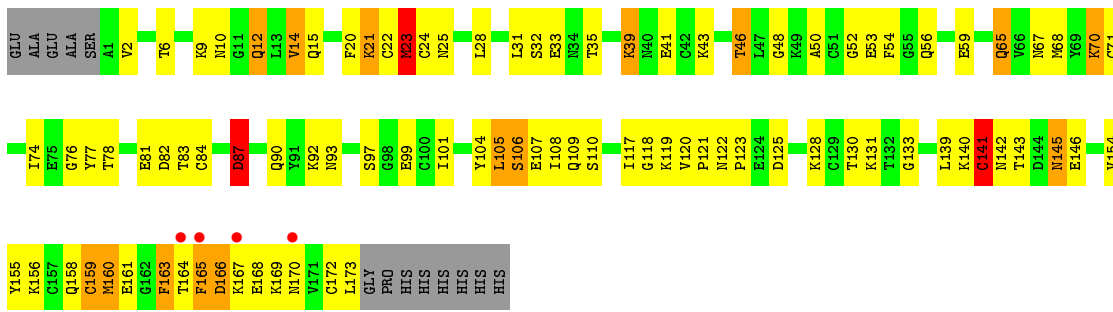 GLU ALA GLU ALA SER A1 V2 T6 K9 N10 G11 Q12 L13 V14 Q15 F20 K21 C22 M23 C24 N25 L28 L31 S32 E33 N34 T35 K39 N40 E41 C42 K43 T46 L47 G48 K49 A50 C51 G52 E53 F54 G55 Q56 E59 Q65 V66 N67 M68 Y69 K70 C71
I74 E75 G76 Y77 T78 E81 D82 T83 C84 D87 Q90 Y91 K92 N93 S97 G98 E99 C100 I101 Y104 L105 S106 E107 I108 Q109 S110 I117 G118 K119 V120 P121 N122 P123 E124 D125 K128 C129 T130 K131 T132 G133 L139 K140 C141 N142 T143 D144 N145 E146 V154
Y155 K156 C157 Q158 C159 M160 E161 G162 F163 T164 F165 D166 K167 E168 K169 N170 V171 C172 L173 GLY PRO HIS HIS HIS HIS HIS HIS